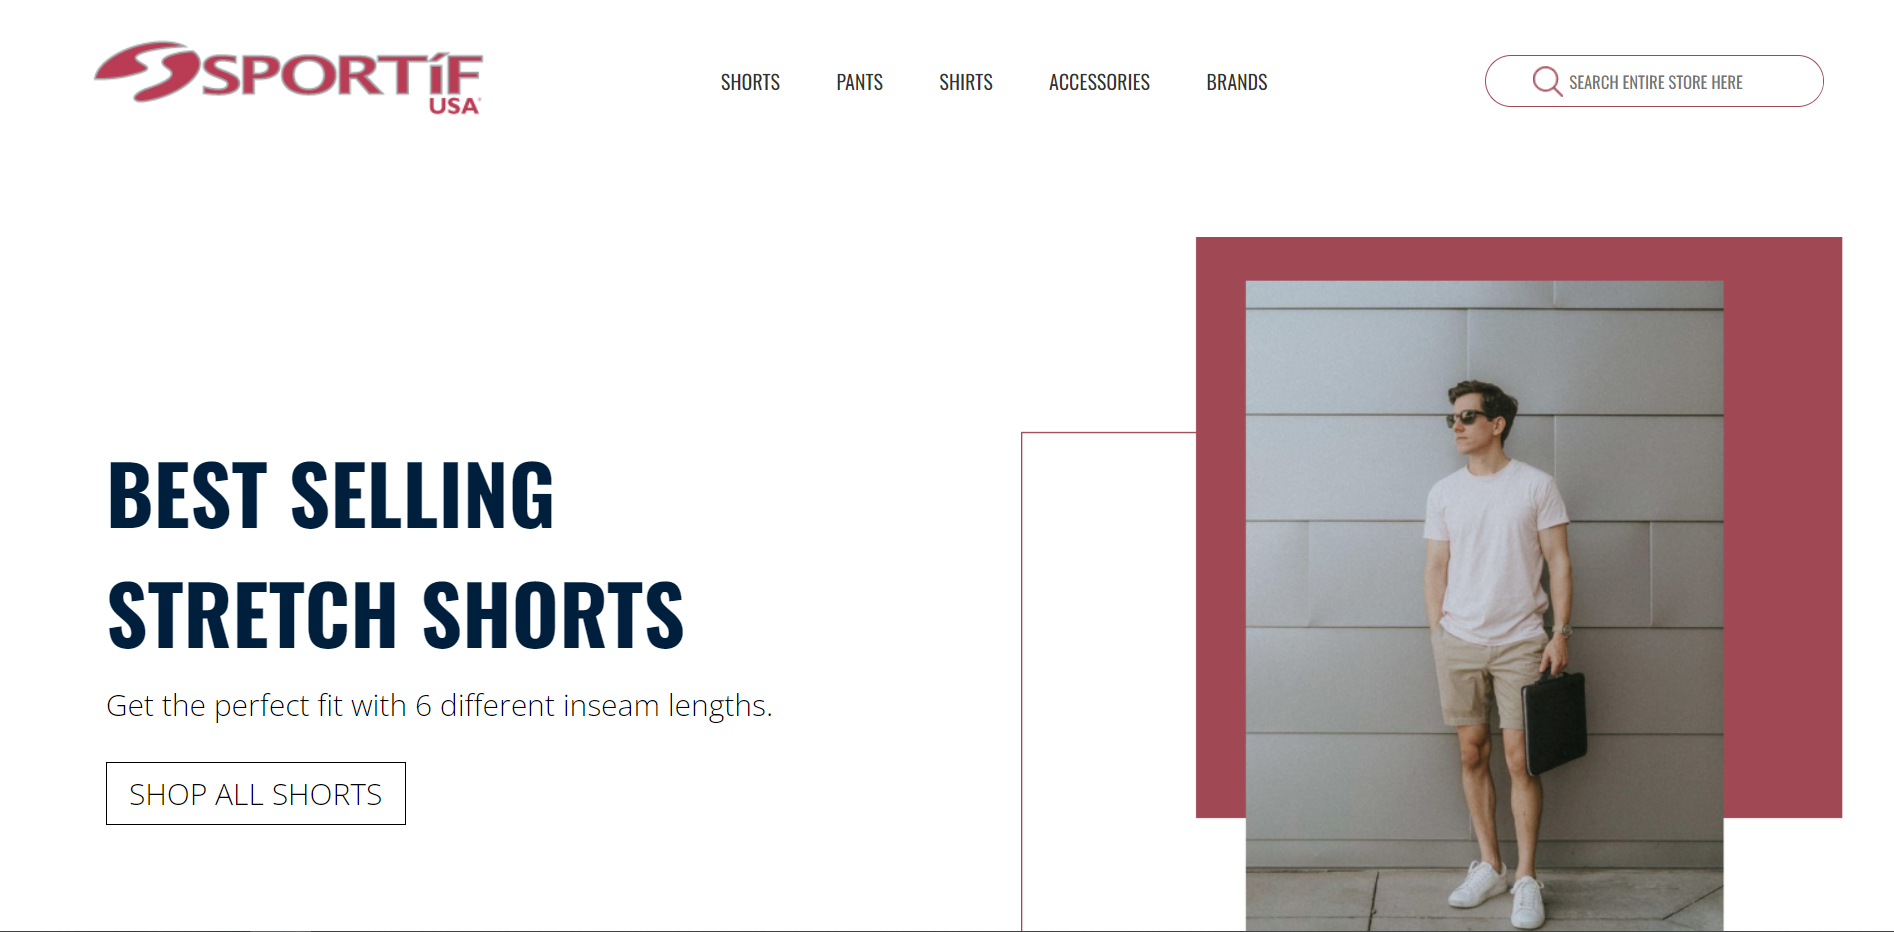 SPORTíF
USA
SHORTS PANTS SHIRTS ACCESSORIES BRANDS
SEARCH ENTIRE STORE HERE
BEST SELLING
STRETCH SHORTS
Get the perfect fit with 6 different inseam lengths.
SHOP ALL SHORTS